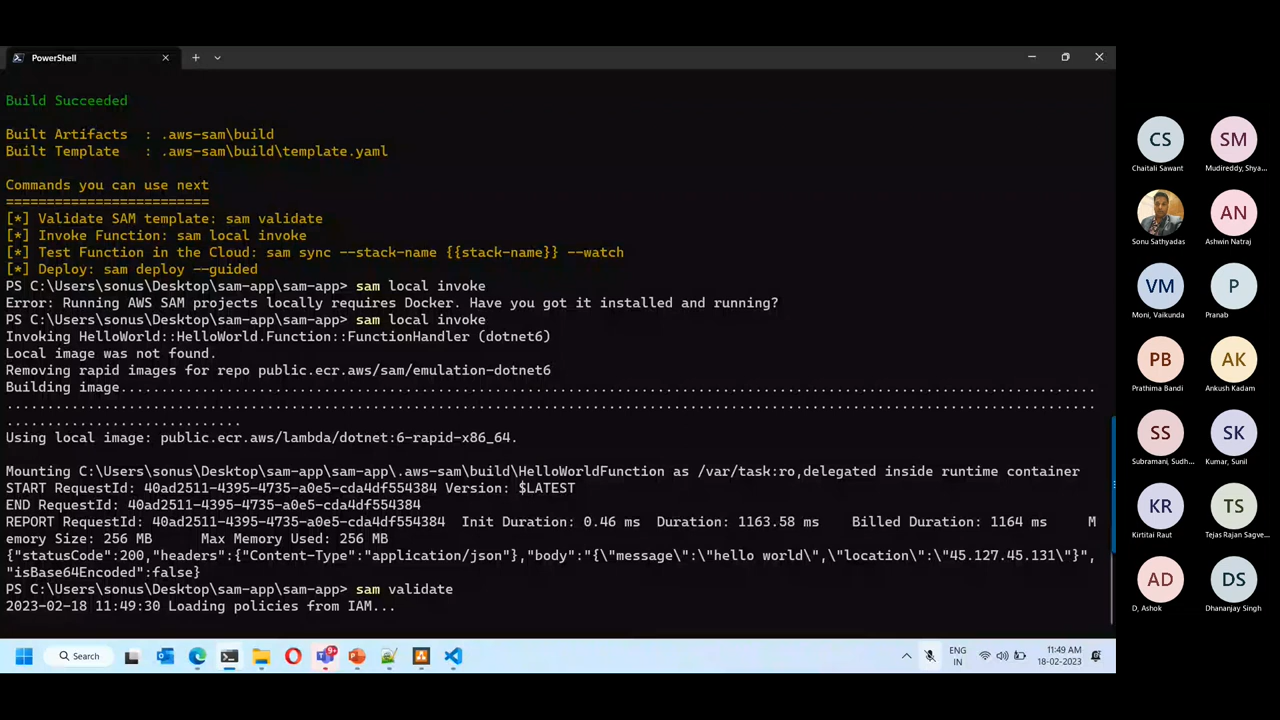 PowerShell
Build Succeeded
Built Artifacts  : .aws-sam\build
Built Template   : .aws-sam\build\template.yaml
Commands you can use next
=========================
[*] Validate SAM template: sam validate
[*] Invoke Function: sam local invoke
[*] Test Function in the Cloud: sam sync --stack-name {{stack-name}} --watch
[*] Deploy: sam deploy --guided
PS C:\Users\sonus\Desktop\sam-app\sam-app> sam local invoke
Error: Running AWS SAM projects locally requires Docker. Have you got it installed and running?
PS C:\Users\sonus\Desktop\sam-app\sam-app> sam local invoke
Invoking HelloWorld::HelloWorld.Function::FunctionHandler (dotnet6)
Local image was not found.
Removing rapid images for repo public.ecr.aws/sam/emulation-dotnet6
Building image.................................................................................................................
................................................................................................................................
............................
Using local image: public.ecr.aws/lambda/dotnet:6-rapid-x86_64.
Mounting C:\Users\sonus\Desktop\sam-app\sam-app\.aws-sam\build\HelloWorldFunction as /var/task:ro,delegated inside runtime container
START RequestId: 40ad2511-4395-4735-a0e5-cda4df554384 Version: $LATEST
END RequestId: 40ad2511-4395-4735-a0e5-cda4df554384
REPORT RequestId: 40ad2511-4395-4735-a0e5-cda4df554384  Init Duration: 0.46 ms  Duration: 1163.58 ms    Billed Duration: 1164 ms     M
emory Size: 256 MB     Max Memory Used: 256 MB
{"statusCode":200,"headers":{"Content-Type":"application/json"},"body":"{\"message\":\"hello world\",\"location\":\"45.127.45.131\"}",
"isBase64Encoded":false}
PS C:\Users\sonus\Desktop\sam-app\sam-app> sam validate
2023-02-18 11:49:30 Loading policies from IAM...
Search
9+
ENG
IN
11:49 AM
18-02-2023
CS
Chaitali Sawant
SM
Mudireddy, Shya...
Sonu Sathyadas
AN
Ashwin Natraj
VM
Moni, Vaikunda
P
Pranab
PB
Prathima Bandi
AK
Ankush Kadam
SS
Subramani, Sudh...
SK
Kumar, Sunil
KR
Kirtitai Raut
TS
Tejas Rajan Sagve...
AD
D, Ashok
DS
Dhananjay Singh